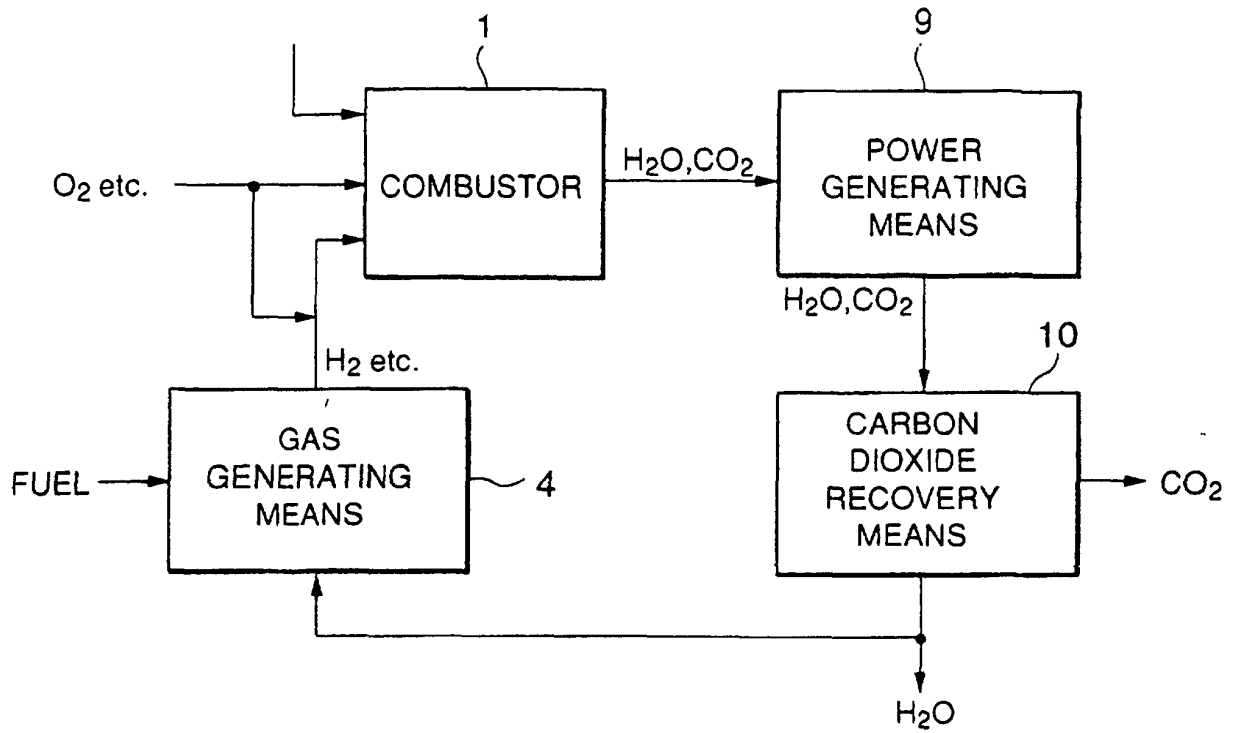 1
9
O2 etc.
COMBUSTOR
H2O,CO2
POWER
GENERATING
MEANS
H2O,CO2
H2 etc.
10
FUEL
GAS
GENERATING
MEANS
4
CARBON
DIOXIDE
RECOVERY
MEANS
CO2
H2O